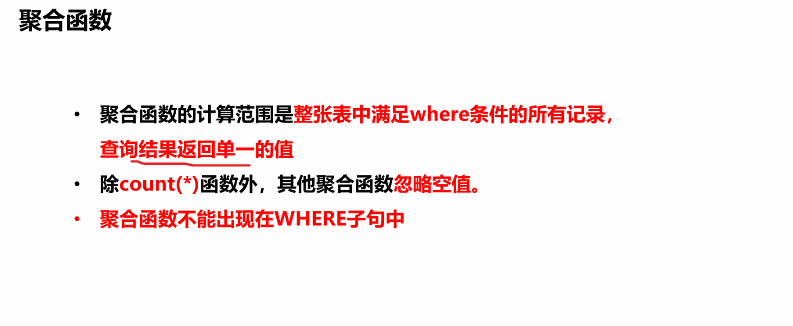 聚合函数
• 聚合函数的计算范围是整张表中满足where条件的所有记录，
查询结果返回单一的值
• 除count(*)函数外，其他聚合函数忽略空值。
• 聚合函数不能出现在WHERE子句中